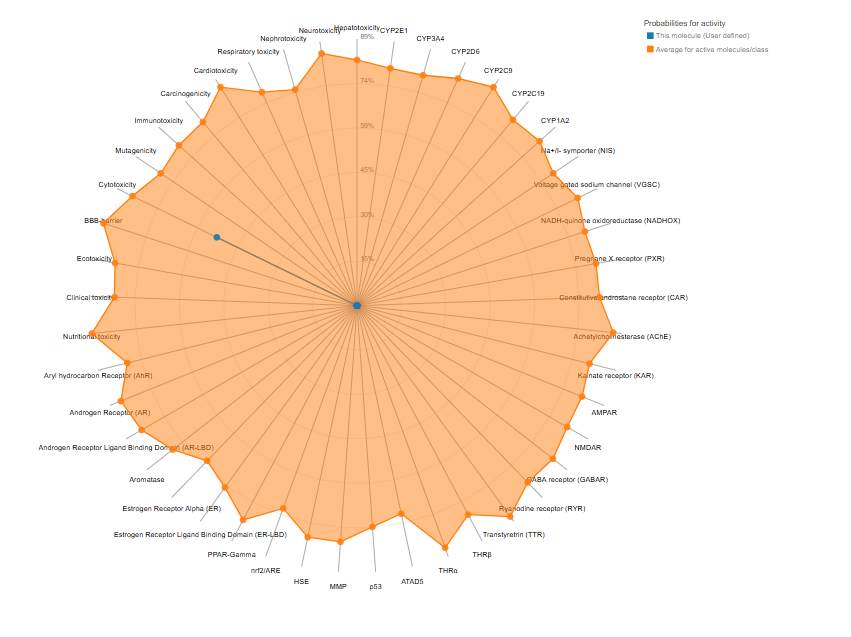 Probabilities for activity
This molecule (User defined)
Average for active molecules/class
Hepatotoxicity
CYP2E1
CYP3A4
CYP2D6
CYP2C9
CYP2C19
CYP1A2
Na+/I- symporter (NIS)
Voltage gated sodium channel (VGSC)
NADH-quinone oxidoreductase (NADHOX)
Pregnane X receptor (PXR)
Constitutive androstane receptor (CAR)
Achetylcholinesterase (AChE)
Kainate receptor (KAR)
AMPAR
NMDAR
GABA receptor (GABAR)
Ryanodine receptor (RYR)
Transtyretrin (TTR)
THRβ
THRα
ATAD5
p53
MMP
HSE
nrf2/ARE
PPAR-Gamma
Estrogen Receptor Ligand Binding Domain (ER-LBD)
Estrogen Receptor Alpha (ER)
Aromatase
Androgen Receptor Ligand Binding Domain (AR-LBD)
Androgen Receptor (AR)
Aryl hydrocarbon Receptor (AhR)
Nutritional toxicity
Clinical toxicity
Ecotoxicity
BBB-barrier
Cytotoxicity
Mutagenicity
Immunotoxicity
Carcinogenicity
Cardiotoxicity
Respiratory toxicity
Nephrotoxicity
Neurotoxicity
89%
74%
59%
45%
30%
15%